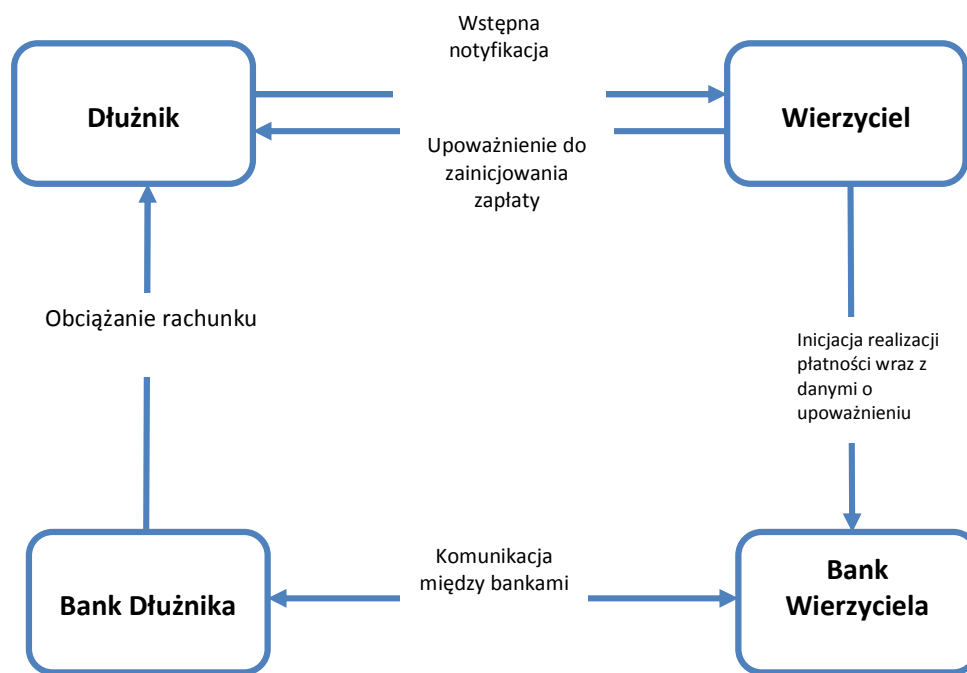 Wstępna
notyfikacja
Dłużnik
Wierzyciel
Upoważnienie do
zainicjowania
zapłaty
Obciążanie rachunku
Inicjacja realizacji
płatności wraz z
danymi o
upoważnieniu
Komunikacja
między bankami
Bank Dłużnika
Bank
Wierzyciela